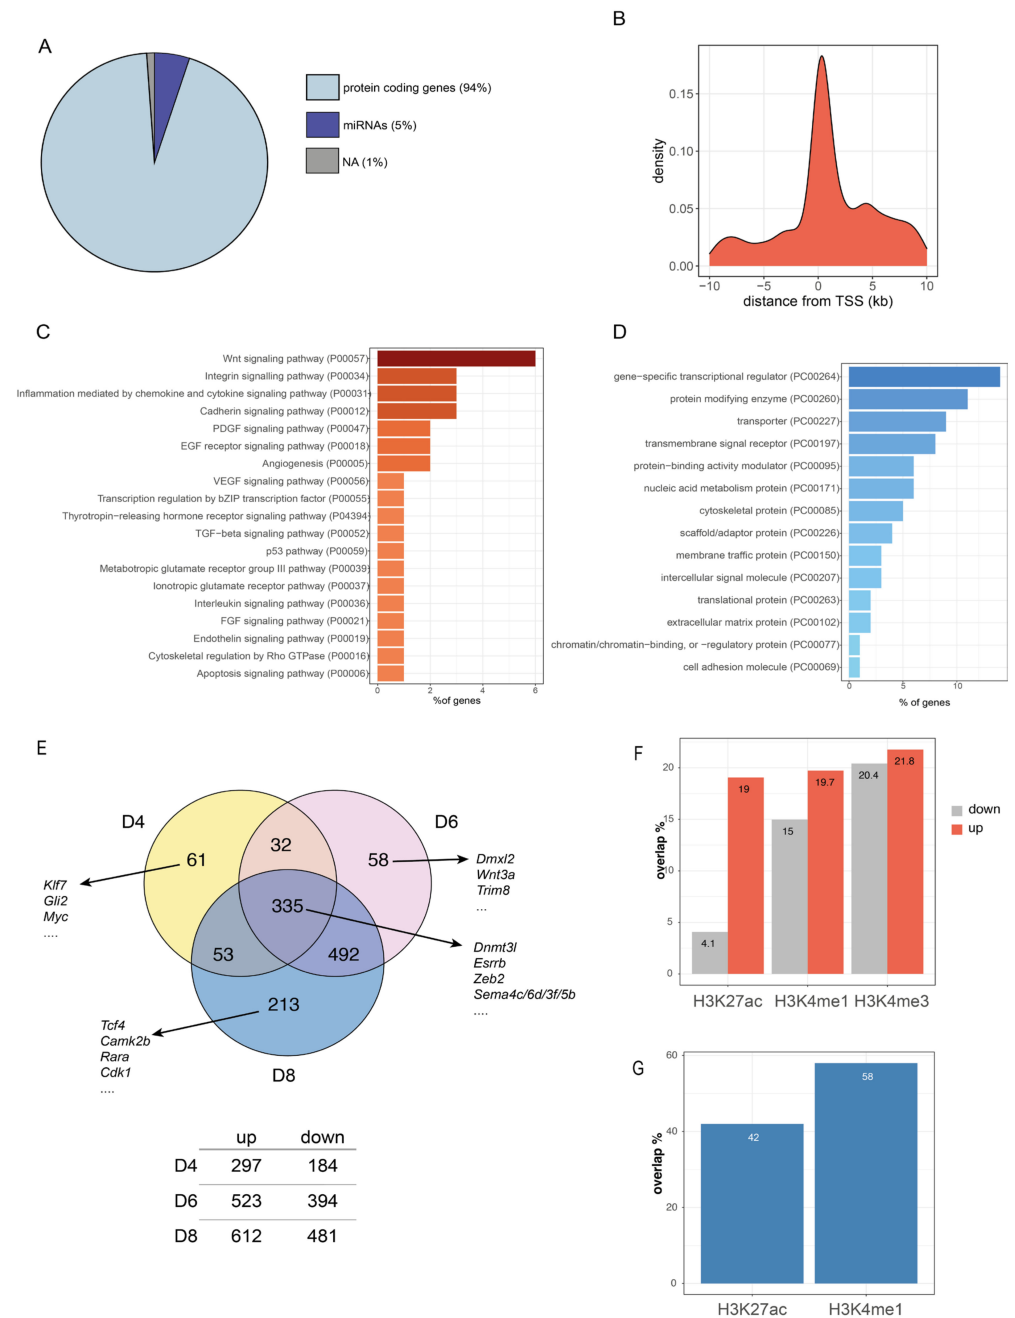 A
protein coding genes (94%)
miRNAs (5%)
NA (1%)
B
0.15
0.10
0.05
0.00
density
−10 −5 0 5 10
distance from TSS (kb)
C
Wnt signaling pathway (P00057)
Integrin signalling pathway (P00034)
Inflammation mediated by chemokine and cytokine signaling pathway (P00031)
Cadherin signaling pathway (P00012)
PDGF signaling pathway (P00047)
EGF receptor signaling pathway (P00018)
Angiogenesis (P00005)
VEGF signaling pathway (P00056)
Transcription regulation by bZIP transcription factor (P00055)
Thyrotropin−releasing hormone receptor signaling pathway (P04394)
TGF−beta signaling pathway (P00052)
p53 pathway (P00059)
Metabotropic glutamate receptor group III pathway (P00039)
Ionotropic glutamate receptor pathway (P00037)
Interleukin signaling pathway (P00036)
FGF signaling pathway (P00021)
Endothelin signaling pathway (P00019)
Cytoskeletal regulation by Rho GTPase (P00016)
Apoptosis signaling pathway (P00006)
0 2 4 6
%of genes
D
gene−specific transcriptional regulator (PC00264)
protein modifying enzyme (PC00260)
transporter (PC00227)
transmembrane signal receptor (PC00197)
protein−binding activity modulator (PC00095)
nucleic acid metabolism protein (PC00171)
cytoskeletal protein (PC00085)
scaffold/adaptor protein (PC00226)
membrane traffic protein (PC00150)
intercellular signal molecule (PC00207)
translational protein (PC00263)
extracellular matrix protein (PC00102)
chromatin/chromatin−binding, or −regulatory protein (PC00077)
cell adhesion molecule (PC00069)
0 5 10
% of genes
E
D4
D6
D8
61
32
58
335
53
492
213
Klf7
Gli2
Myc
....
Dmxl2
Wnt3a
Trim8
...
Dnmt3l
Esrrb
Zeb2
Sema4c/6d/3f/5b
....
Tcf4
Camk2b
Rara
Cdk1
....
up down
D4 297 184
D6 523 394
D8 612 481
F
overlap %
20
15
10
5
0
4.1
19
15
19.7
20.4
21.8
H3K27ac H3K4me1 H3K4me3
down
up
G
overlap %
60
40
20
0
42
58
H3K27ac H3K4me1